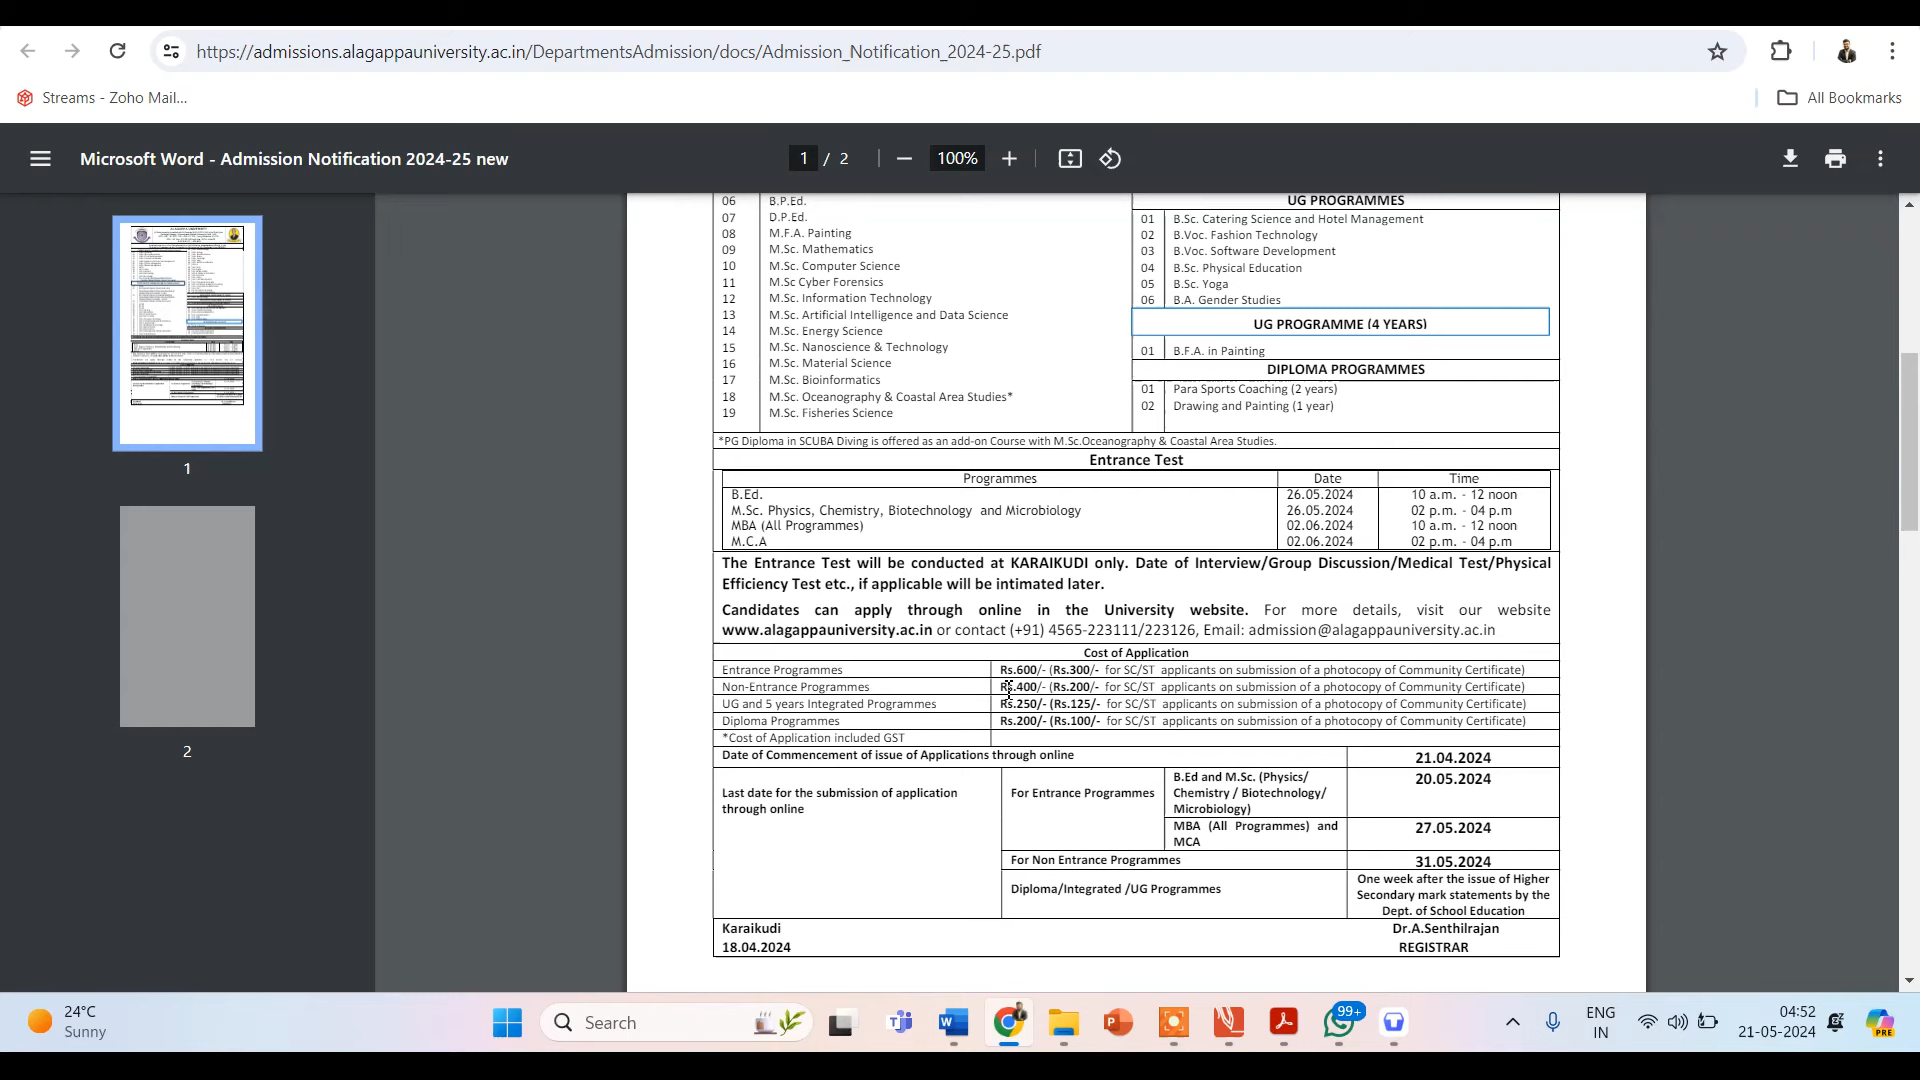 https://admissions.alagappauniversity.ac.in/DepartmentsAdmission/docs/Admission_Notification_2024-25.pdf
Streams - Zoho Mail...
All Bookmarks
Microsoft Word - Admission Notification 2024-25 new
1 / 2
100%
1
2
06 B.P.Ed.
07 D.P.Ed.
08 M.F.A. Painting
09 M.Sc. Mathematics
10 M.Sc. Computer Science
11 M.Sc Cyber Forensics
12 M.Sc. Information Technology
13 M.Sc. Artificial Intelligence and Data Science
14 M.Sc. Energy Science
15 M.Sc. Nanoscience & Technology
16 M.Sc. Material Science
17 M.Sc. Bioinformatics
18 M.Sc. Oceanography & Coastal Area Studies*
19 M.Sc. Fisheries Science
UG PROGRAMMES
01 B.Sc. Catering Science and Hotel Management
02 B.Voc. Fashion Technology
03 B.Voc. Software Development
04 B.Sc. Physical Education
05 B.Sc. Yoga
06 B.A. Gender Studies
UG PROGRAMME (4 YEARS)
01 B.F.A. in Painting
DIPLOMA PROGRAMMES
01 Para Sports Coaching (2 years)
02 Drawing and Painting (1 year)
*PG Diploma in SCUBA Diving is offered as an add-on Course with M.Sc.Oceanography & Coastal Area Studies.
Entrance Test
Programmes Date Time
B.Ed. 26.05.2024 10 a.m. - 12 noon
M.Sc. Physics, Chemistry, Biotechnology and Microbiology 26.05.2024 02 p.m - 04 p.m
MBA (All Programmes) 02.06.2024 10 a.m. - 12 noon
M.C.A 02.06.2024 02 p.m. - 04 p.m
The Entrance Test will be conducted at KARAIKUDI only. Date of Interview/Group Discussion/Medical Test/Physical
Efficiency Test etc., if applicable will be intimated later.
Candidates can apply through online in the University website. For more details, visit our website
www.alagappauniversity.ac.in or contact (+91) 4565-223111/223126, Email: admission@alagappauniversity.ac.in
Cost of Application
Entrance Programmes Rs.600/- (Rs.300/- for SC/ST applicants on submission of a photocopy of Community Certificate)
Non-Entrance Programmes Rs.400/- (Rs.200/- for SC/ST applicants on submission of a photocopy of Community Certificate)
UG and 5 years Integrated Programmes Rs.250/- (Rs.125/- for SC/ST applicants on submission of a photocopy of Community Certificate)
Diploma Programmes Rs.200/- (Rs.100/- for SC/ST applicants on submission of a photocopy of Community Certificate)
*Cost of Application included GST
Date of Commencement of issue of Applications through online 21.04.2024
Last date for the submission of application
through online
For Entrance Programmes
B.Ed and M.Sc. (Physics/
Chemistry / Biotechnology/
Microbiology)
20.05.2024
MBA (All Programmes) and
MCA
27.05.2024
For Non Entrance Programmes 31.05.2024
Diploma/Integrated /UG Programmes
One week after the issue of Higher
Secondary mark statements by the
Dept. of School Education
Karaikudi
18.04.2024
Dr.A.Senthilrajan
REGISTRAR
24°C
Sunny
Search
99+
ENG
IN
04:52
21-05-2024
PRE